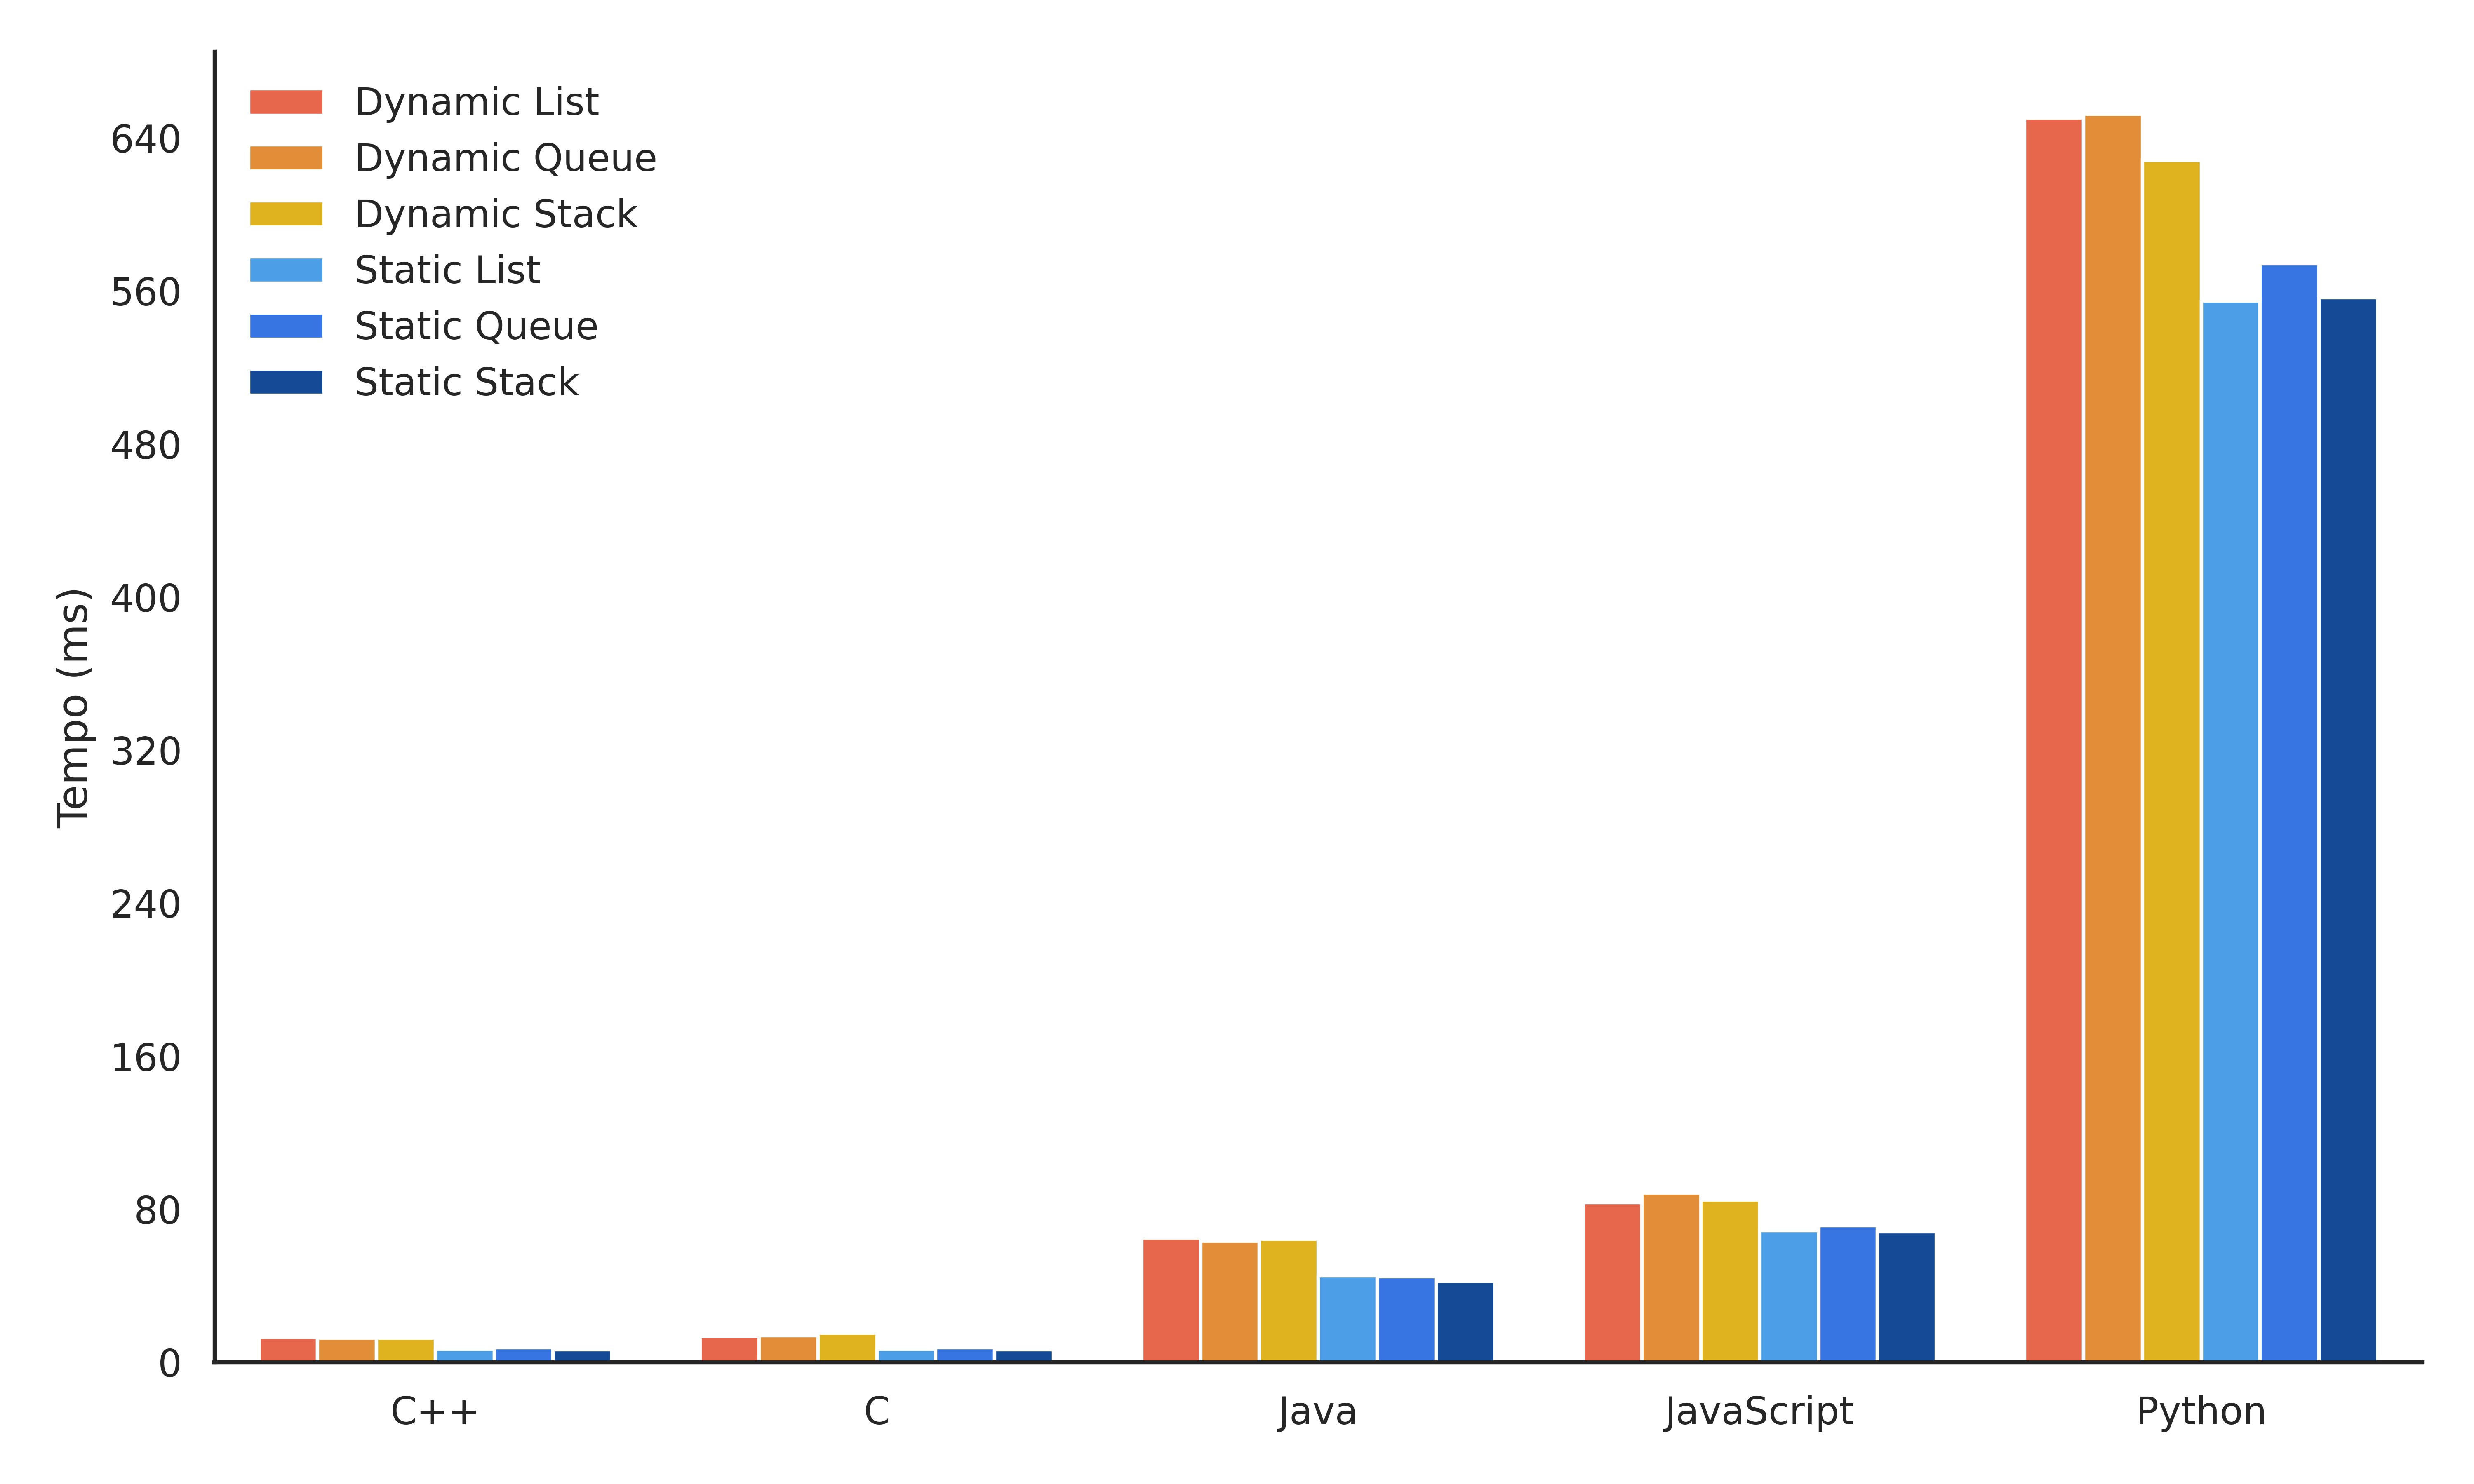 Dynamic List
Dynamic Queue
Dynamic Stack
Static List
Static Queue
Static Stack
Tempo (ms)
640
560
480
400
320
240
160
80
0
C++
C
Java
JavaScript
Python